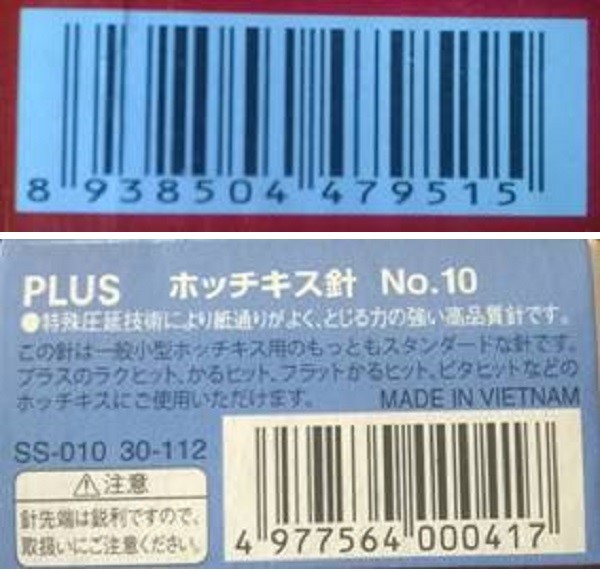 8 938504 479515
PLUS ホッチキス針 No.10
●特殊圧延技術により紙通りがよく、とじる力の強い高品質針です。
この針は一般小型ホッチキス用のもっともスタンダードな針です。
プラスのラクヒット、かるヒット、フラットかるヒット、ピタヒットなどの
ホッチキスにご使用いただけます。 MADE IN VIETNAM
SS-010 30-112
⚠注意
針先端は鋭利ですので、
取扱いにご注意ください。
4 977564 000417